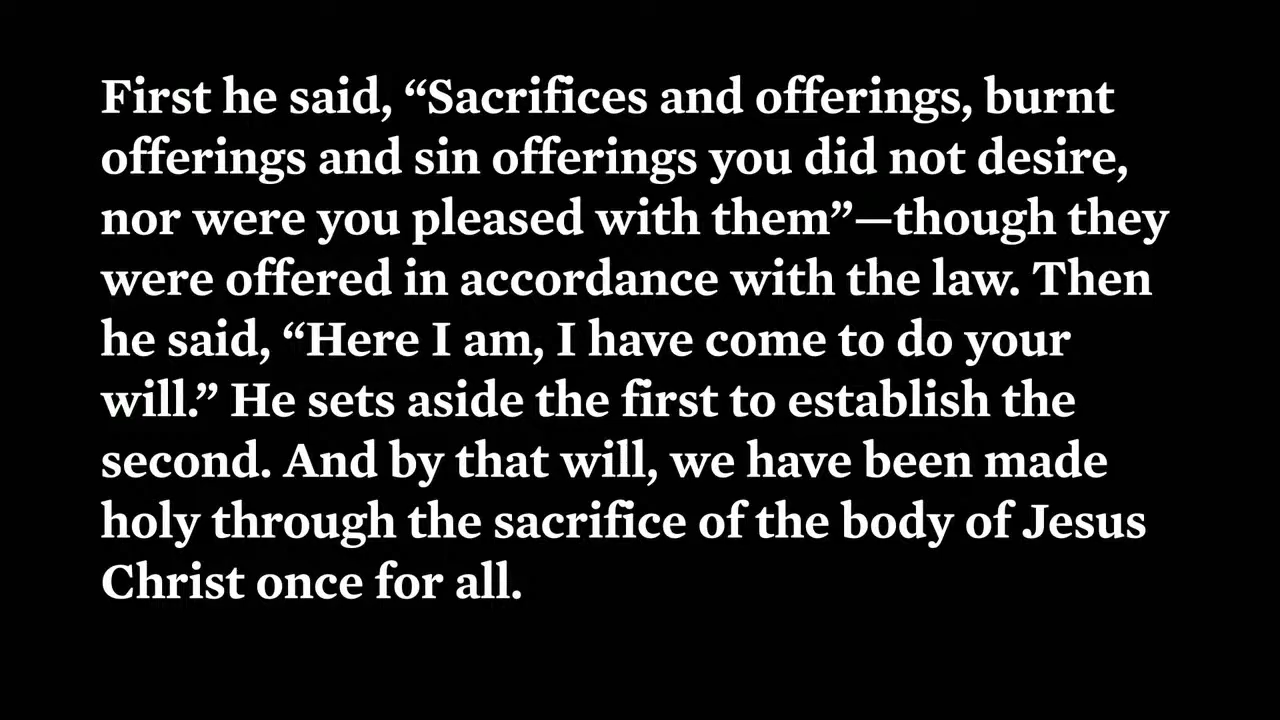 First he said, “Sacrifices and offerings, burnt
offerings and sin offerings you did not desire,
nor were you pleased with them”—though they
were offered in accordance with the law. Then
he said, “Here I am, I have come to do your
will.” He sets aside the first to establish the
second. And by that will, we have been made
holy through the sacrifice of the body of Jesus
Christ once for all.